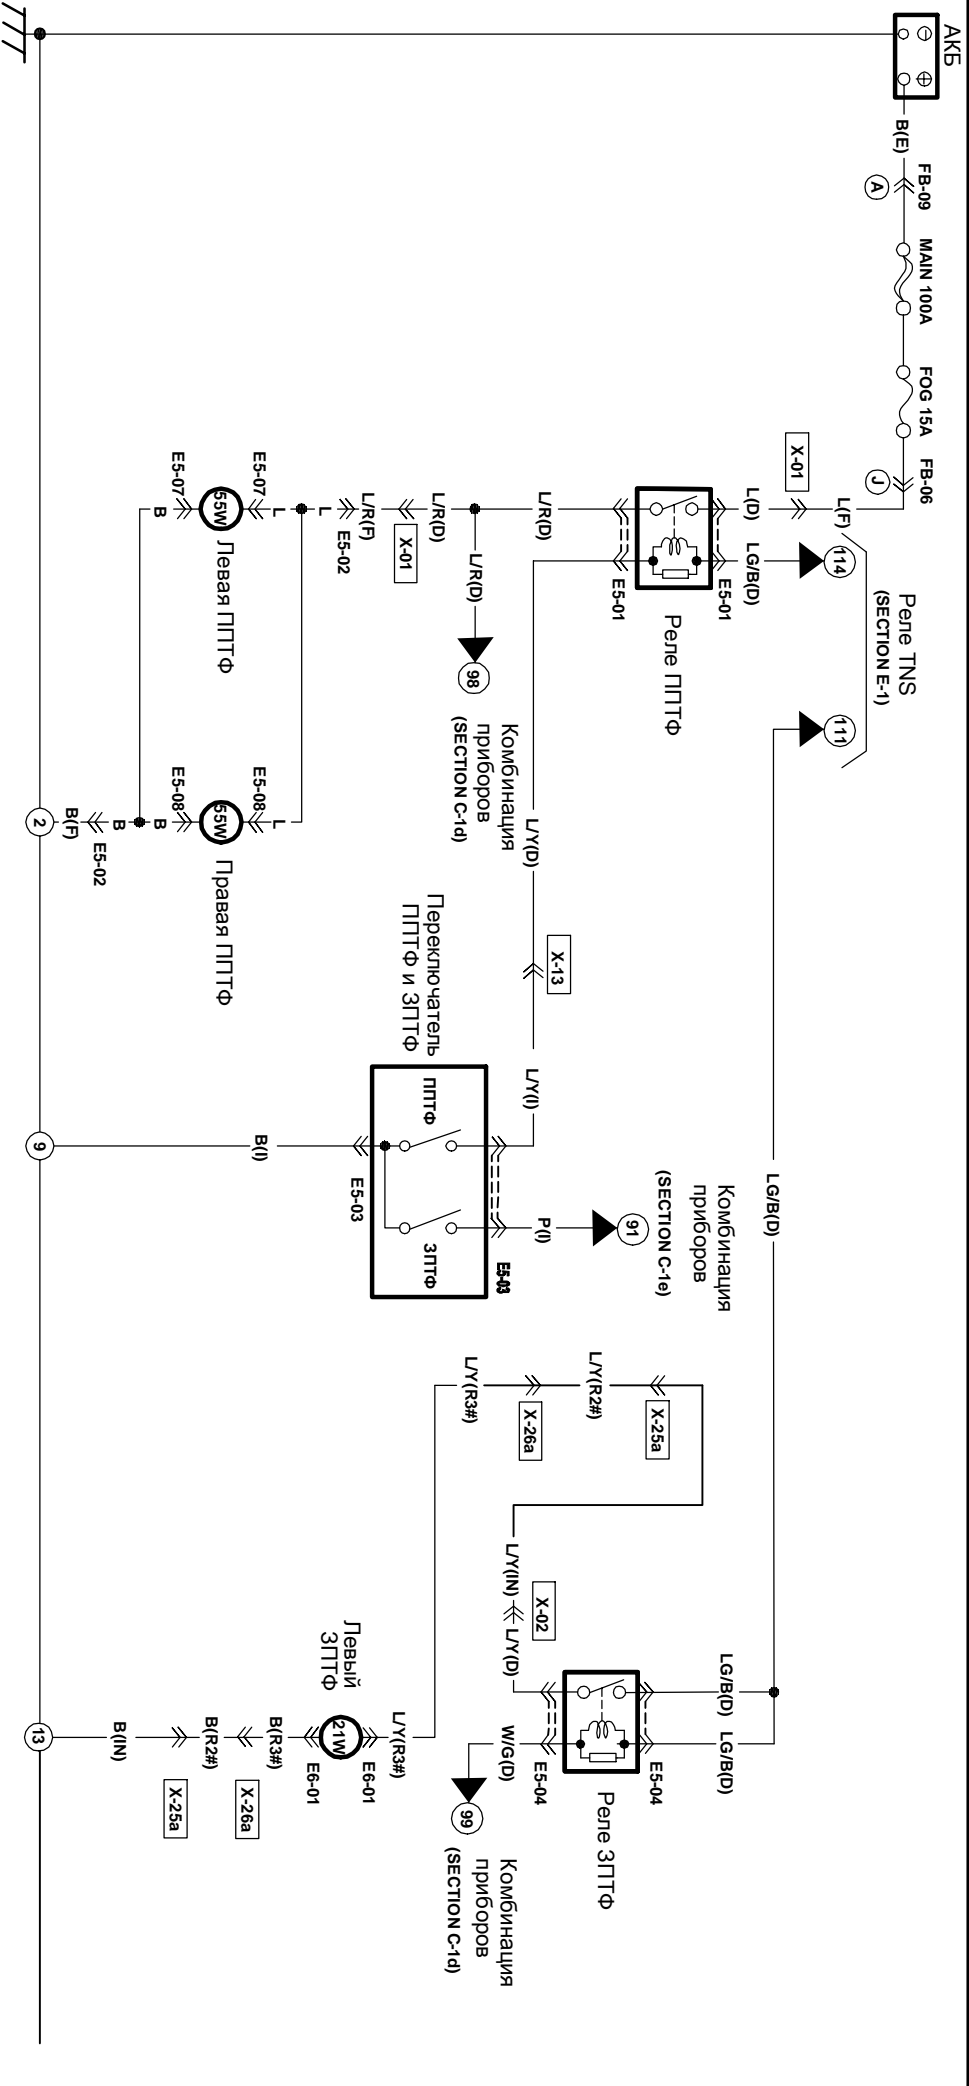 АКБ
B(E)
FB-09
A
MAIN 100A
FOG 15A
FB-06
J
L(F)
X-01
L(D)
114
LG/B(D)
111
Реле TNS
(SECTION E-1)
E5-01
Реле ППТФ
E5-01
L/R(D)
L/R(D)
98
Комбинация
приборов
(SECTION C-1d)
L/R(D)
X-01
L/R(F)
E5-02
L
L
E5-07
55W
E5-07
B
Левая ППТФ
L
E5-08
55W
E5-08
B
Правая ППТФ
B
E5-02
B(F)
2
L/Y(D)
X-13
L/Y(I)
Переключатель
ППТФ и ЗПТФ
ППТФ
ЗПТФ
E5-03
E5-03
B(I)
9
P(I)
91
Комбинация
приборов
(SECTION C-1e)
LG/B(D)
LG/B(D)
LG/B(D)
E5-04
Реле ЗПТФ
E5-04
W/G(D)
99
Комбинация
приборов
(SECTION C-1d)
L/Y(D)
X-02
L/Y(IN)
X-25a
L/Y(R2#)
X-26a
L/Y(R3#)
L/Y(R3#)
E6-01
21W
Левый
ЗПТФ
E6-01
B(R3#)
X-26a
B(R2#)
X-25a
B(IN)
13